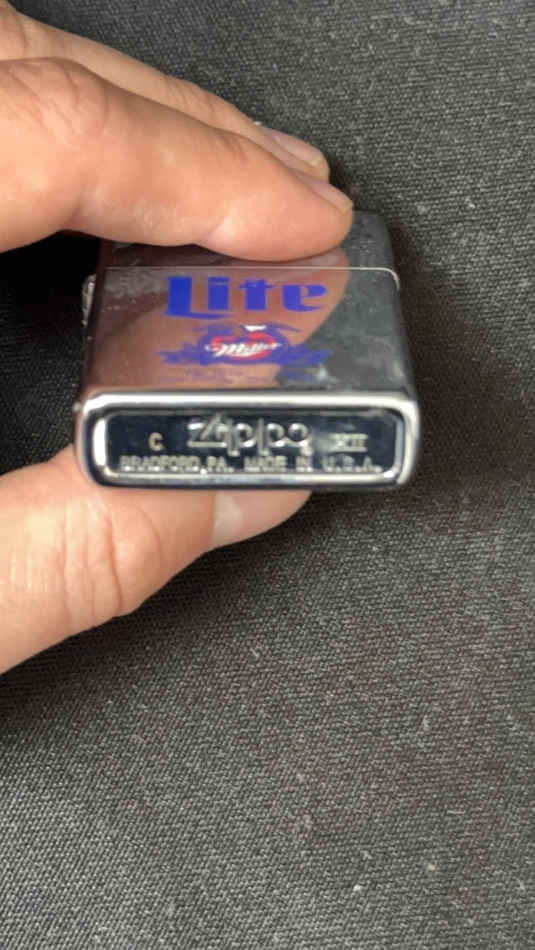 Lite
Miller
C Zippo XII
BRADFORD, PA. MADE IN U.S.A.